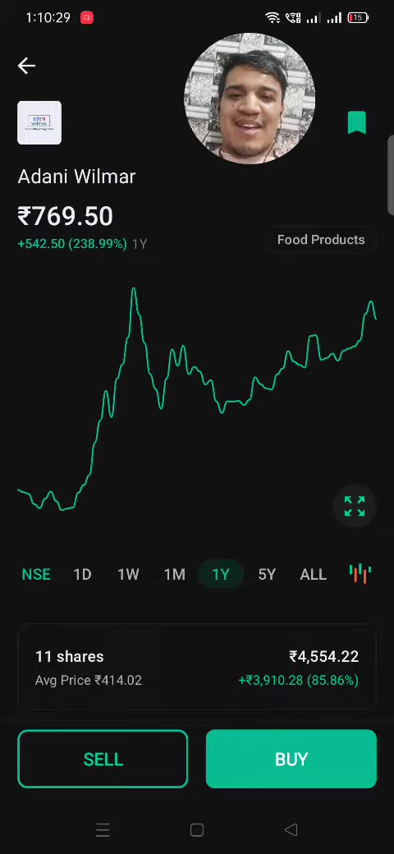 1:10:29
15
adani
wilmar
Adani Wilmar
₹769.50
+542.50 (238.99%) 1Y
Food Products
NSE 1D 1W 1M 1Y 5Y ALL
11 shares ₹4,554.22
Avg Price ₹414.02 +₹3,910.28 (85.86%)
SELL BUY